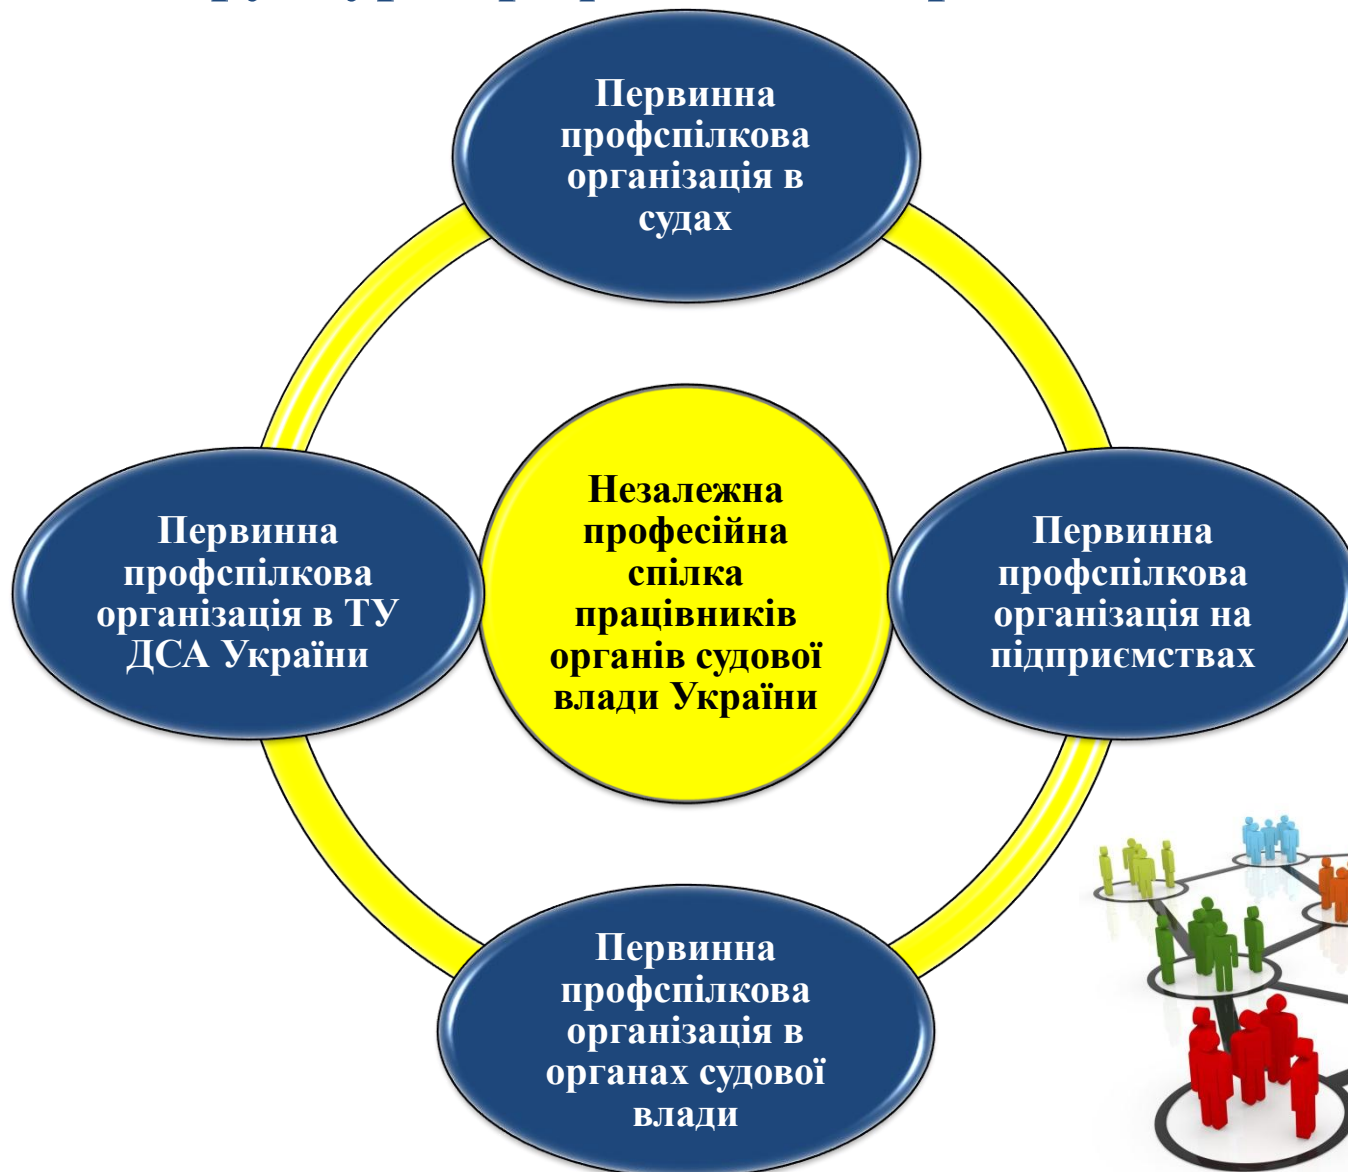 Первинна
профспілкова
організація в
судах
Первинна
профспілкова
організація в ТУ
ДСА України
Незалежна
професійна
спілка
працівників
органів судової
влади України
Первинна
профспілкова
організація на
підприємствах
Первинна
профспілкова
організація в
органах судової
влади